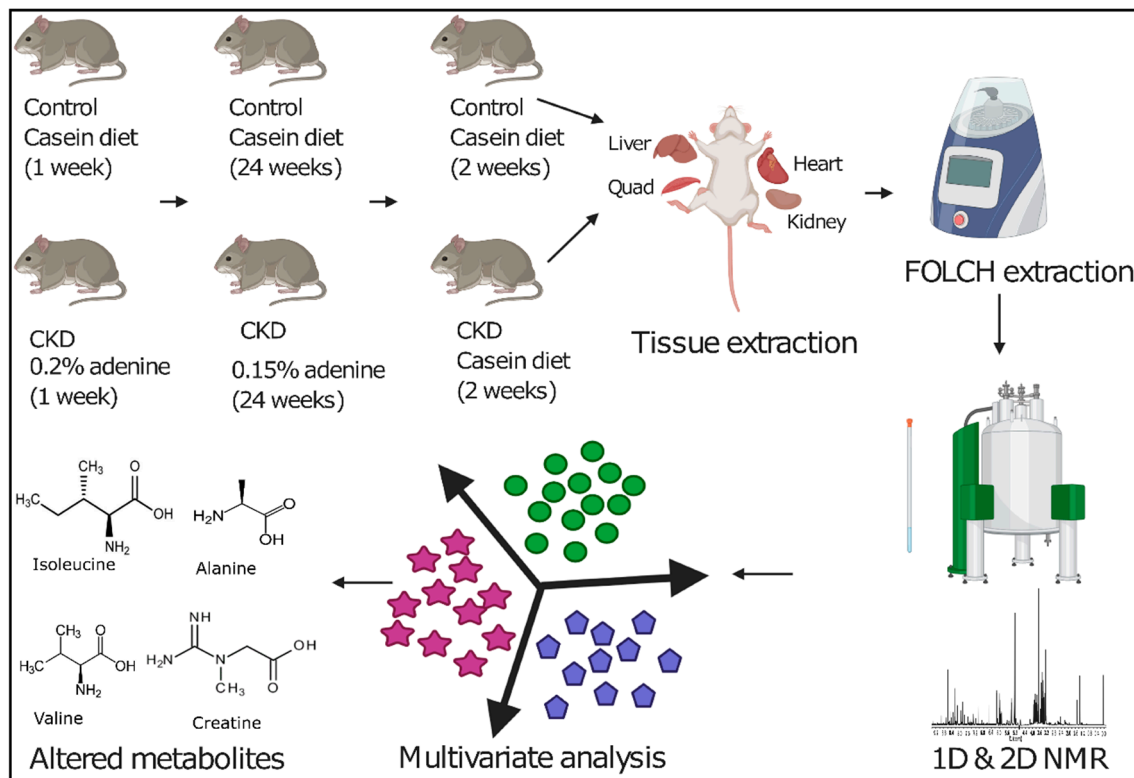 Control
Casein diet
(1 week)
Control
Casein diet
(24 weeks)
Control
Casein diet
(2 weeks)
CKD
0.2% adenine
(1 week)
CKD
0.15% adenine
(24 weeks)
CKD
Casein diet
(2 weeks)
Liver
Quad
Heart
Kidney
Tissue extraction
FOLCH extraction
1D & 2D NMR
Multivariate analysis
CH3
H3C
O
OH
NH2
Isoleucine
O
H2N
OH
Alanine
CH3
O
H3C
OH
NH2
Valine
NH
OH
H2N
N
CH3
O
Creatine
Altered metabolites